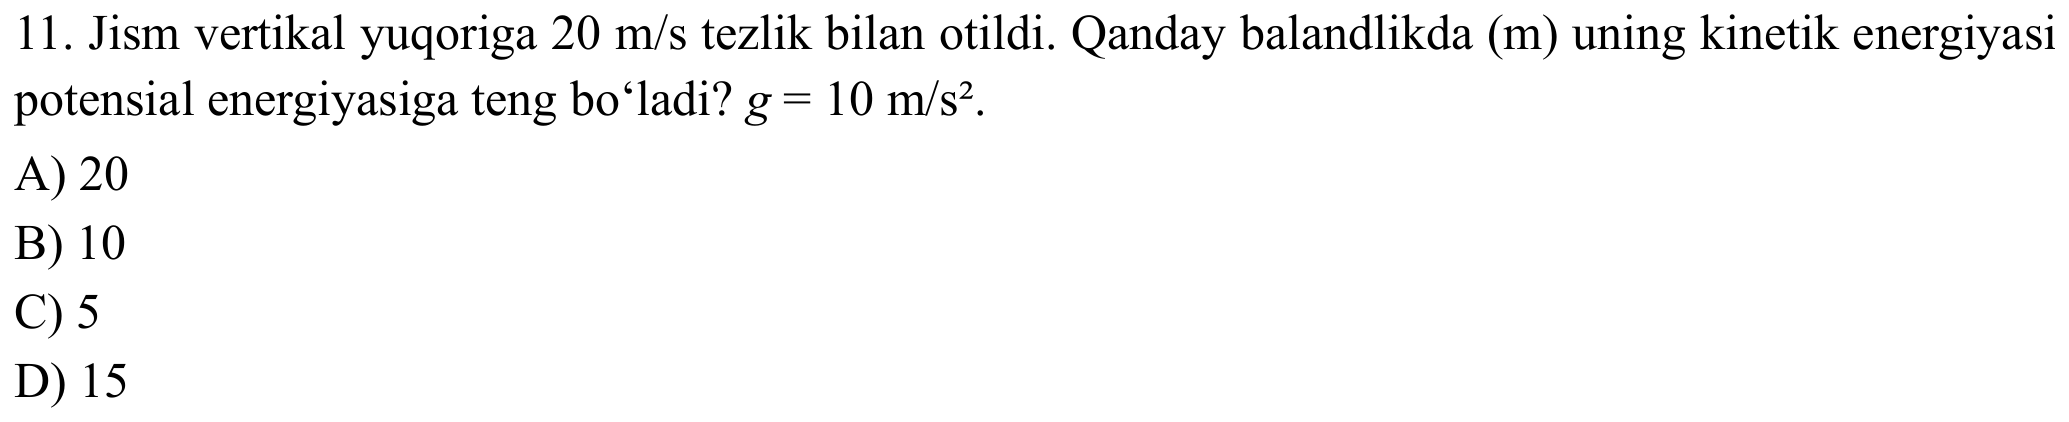 11. Jism vertikal yuqoriga 20 m/s tezlik bilan otildi. Qanday balandlikda (m) uning kinetik energiyasi
potensial energiyasiga teng bo‘ladi? g = 10 m/s².
A) 20
B) 10
C) 5
D) 15